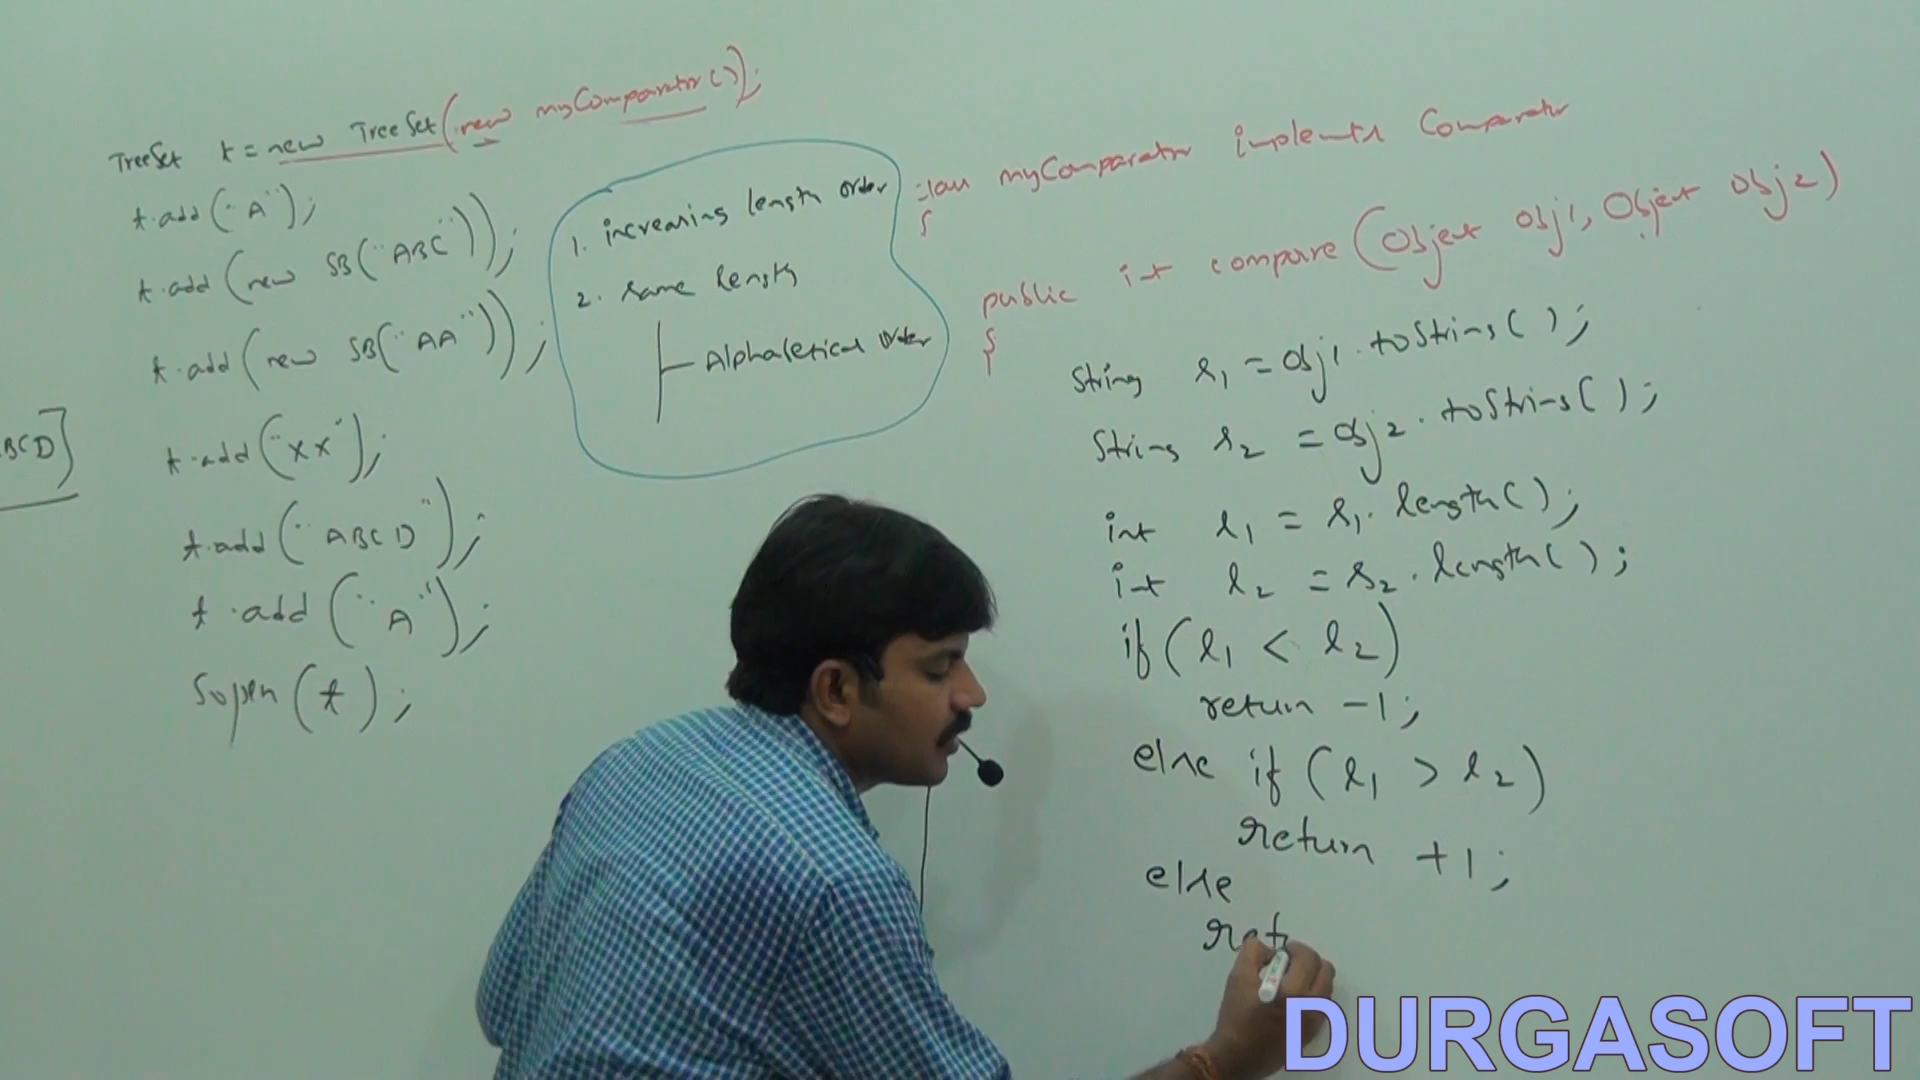 TreeSet t = new TreeSet(new myComparator());
t.add("A");
t.add(new SB("ABC"));
t.add(new SB("AA"));
t.add("XX");
t.add("ABCD");
t.add("A");
Sopln(t);
BCD]
1. increasing length order
2. same length
Alphabetical order
class myComparator implements Comparator
{
public int compare(Object obj1, Object obj2)
{
String s1 = obj1.toString();
String s2 = obj2.toString();
int l1 = s1.length();
int l2 = s2.length();
if(l1 < l2)
return -1;
else if(l1 > l2)
return +1;
else
ret
DURGASOFT